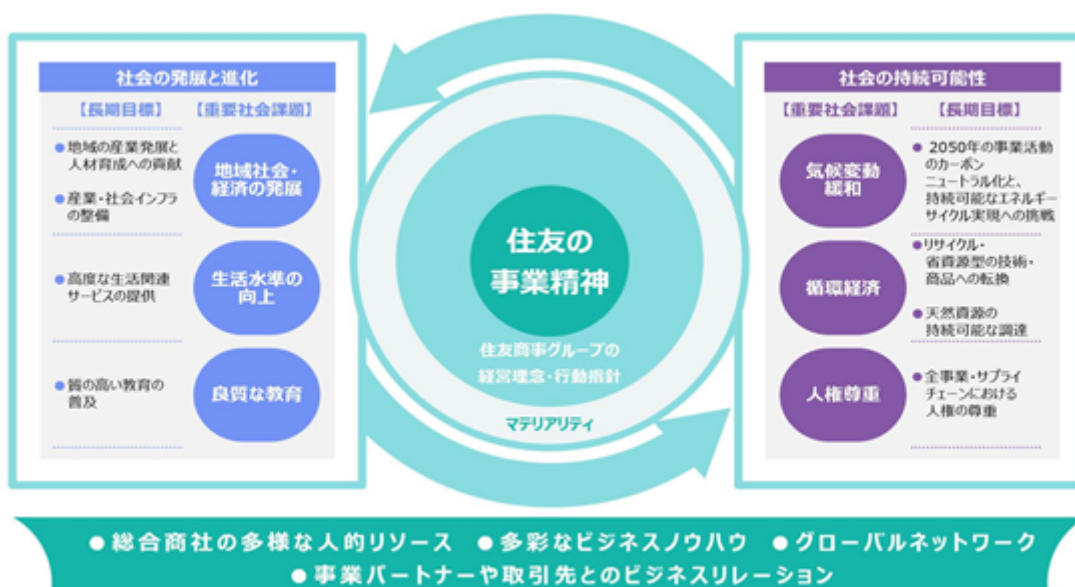 社会の発展と進化
【長期目標】 【重要社会課題】
● 地域の産業発展と
人材育成への貢献
● 産業・社会インフラ
の整備
地域社会・
経済の発展
● 高度な生活関連
サービスの提供
生活水準の
向上
● 質の高い教育の
普及
良質な教育
住友の
事業精神
住友商事グループの
経営理念・行動指針
マテリアリティ
社会の持続可能性
【重要社会課題】 【長期目標】
気候変動
緩和
● 2050年の事業活動
のカーボン
ニュートラル化と、
持続可能なエネルギー
サイクル実現への挑戦
循環経済
● リサイクル・
省資源型の技術・
商品への転換
● 天然資源の
持続可能な調達
人権尊重
● 全事業・サプライ
チェーンにおける
人権の尊重
● 総合商社の多様な人的リソース ● 多彩なビジネスノウハウ ● グローバルネットワーク
● 事業パートナーや取引先とのビジネスリレーション